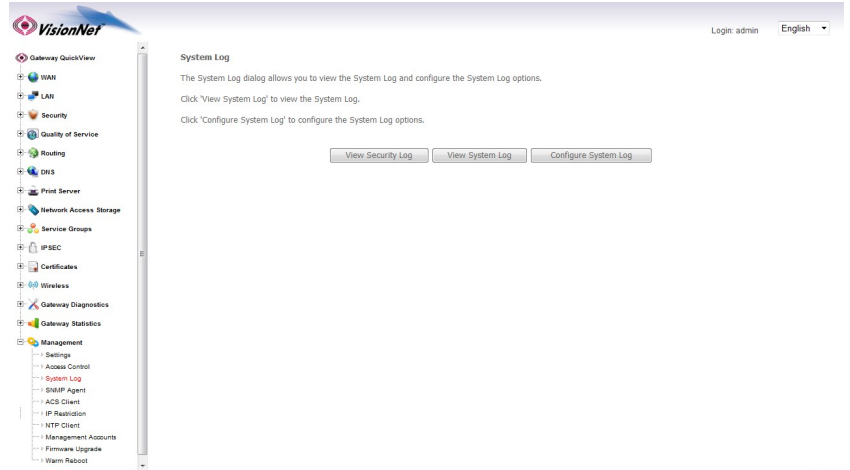 VisionNet
Login: admin
English
Gateway QuickView
WAN
LAN
Security
Quality of Service
Routing
DNS
Print Server
Network Access Storage
Service Groups
IPSEC
Certificates
Wireless
Gateway Diagnostics
Gateway Statistics
Management
Settings
Access Control
System Log
SNMP Agent
ACS Client
IP Restriction
NTP Client
Management Accounts
Firmware Upgrade
Warm Reboot
System Log
The System Log dialog allows you to view the System Log and configure the System Log options.
Click 'View System Log' to view the System Log.
Click 'Configure System Log' to configure the System Log options.
View Security Log View System Log Configure System Log